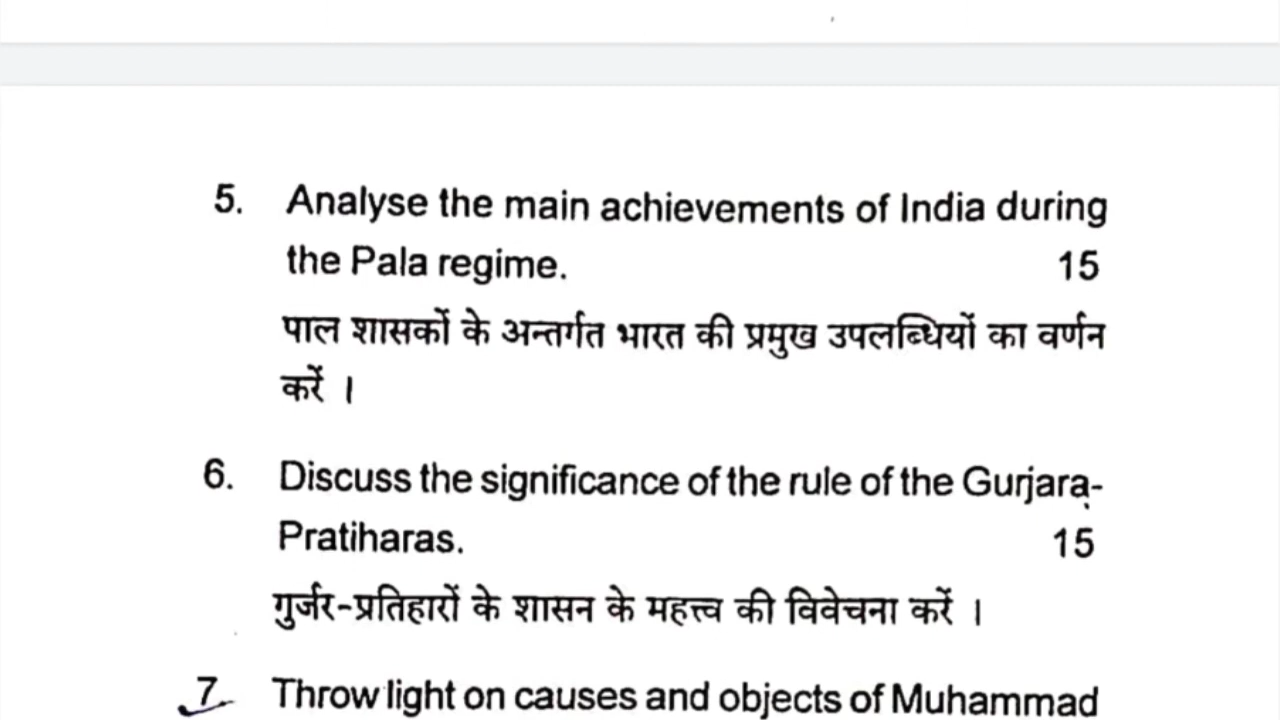 5. Analyse the main achievements of India during
the Pala regime. 15
पाल शासकों के अन्तर्गत भारत की प्रमुख उपलब्धियों का वर्णन
करें ।
6. Discuss the significance of the rule of the Gurjara-
Pratiharas. 15
गुर्जर-प्रतिहारों के शासन के महत्त्व की विवेचना करें ।
7. Throw light on causes and objects of Muhammad